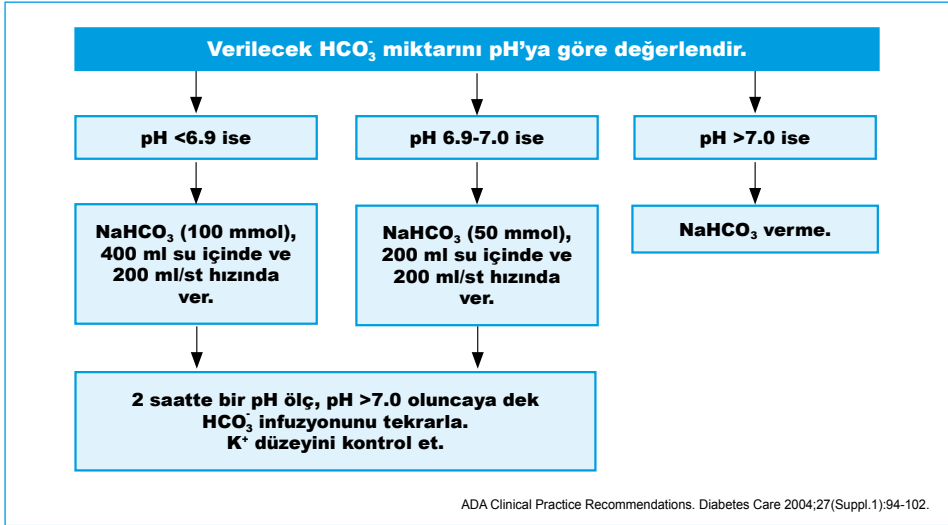 Verilecek HCO₃⁻ miktarını pH’ya göre değerlendir.
pH <6.9 ise
pH 6.9-7.0 ise
pH >7.0 ise
NaHCO₃ (100 mmol),
400 ml su içinde ve
200 ml/st hızında
ver.
NaHCO₃ (50 mmol),
200 ml su içinde ve
200 ml/st hızında
ver.
NaHCO₃ verme.
2 saatte bir pH ölç, pH >7.0 oluncaya dek
HCO₃⁻ infuzyonunu tekrarla.
K⁺ düzeyini kontrol et.
ADA Clinical Practice Recommendations. Diabetes Care 2004;27(Suppl.1):94-102.